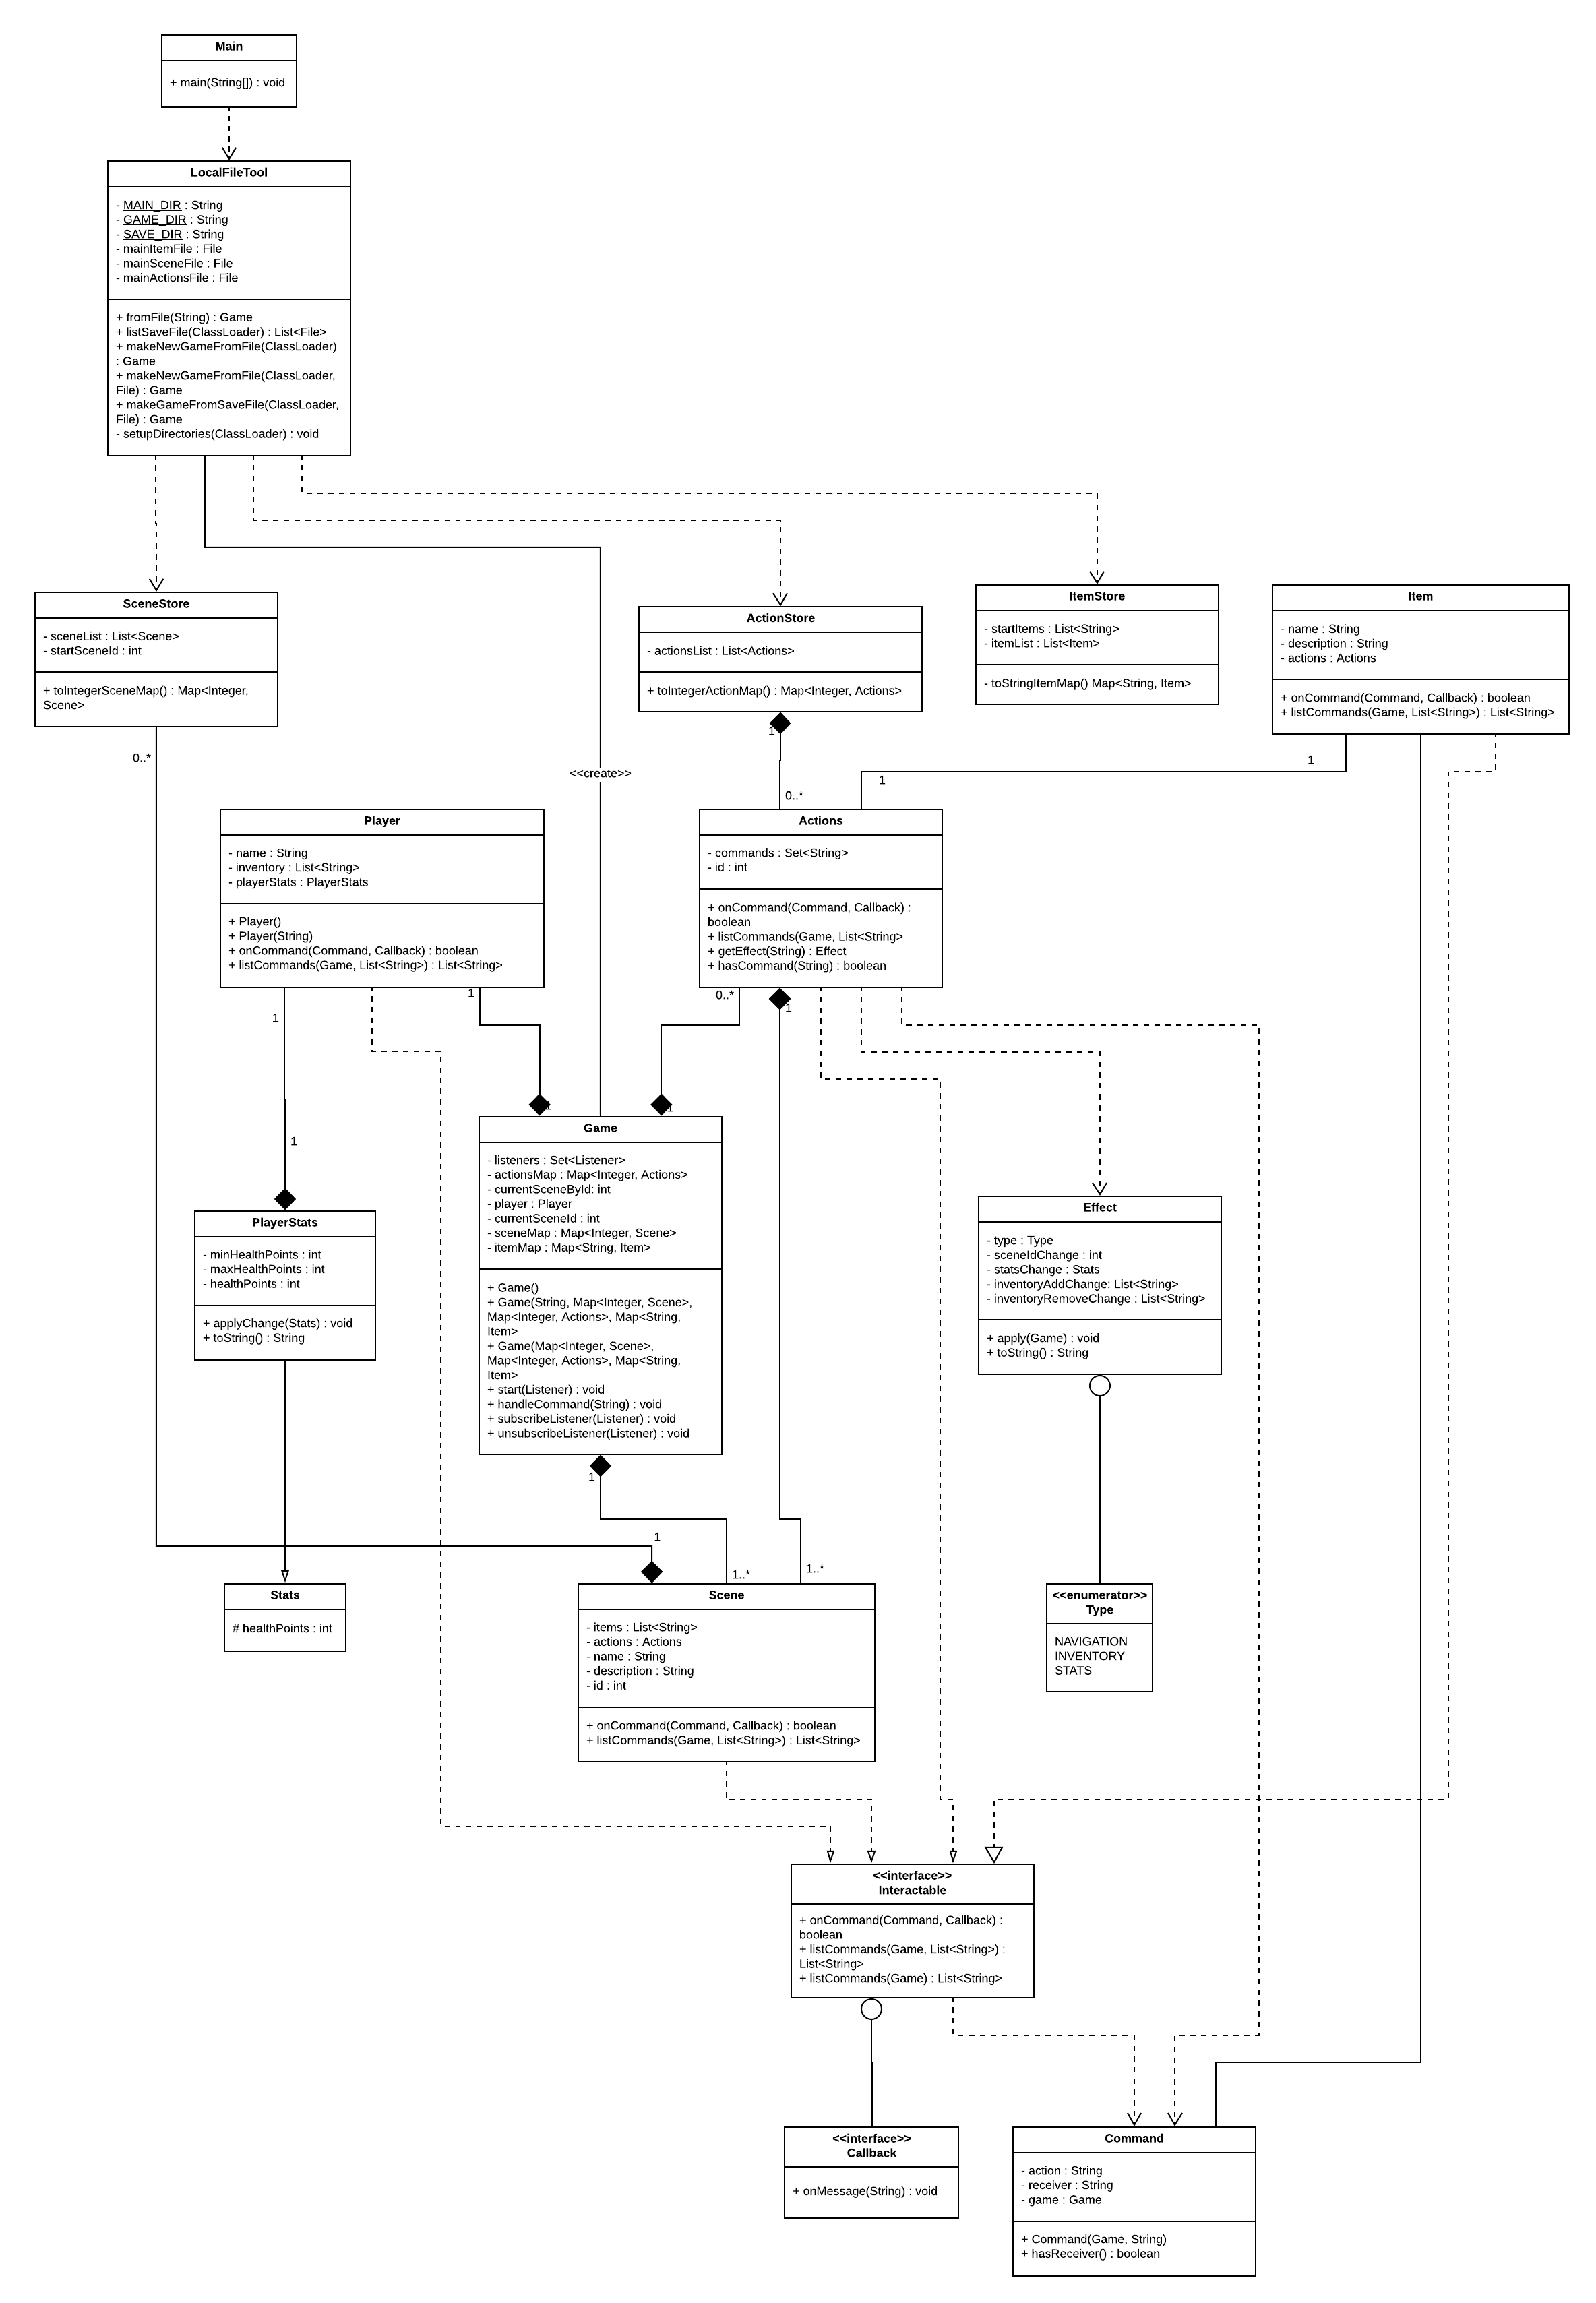 Main
+ main(String[]) : void
LocalFileTool
- MAIN_DIR : String
- GAME_DIR : String
- SAVE_DIR : String
- mainItemFile : File
- mainSceneFile : File
- mainActionsFile : File
+ fromFile(String) : Game
+ listSaveFile(ClassLoader) : List<File>
+ makeNewGameFromFile(ClassLoader)
: Game
+ makeNewGameFromFile(ClassLoader,
File) : Game
+ makeGameFromSaveFile(ClassLoader,
File) : Game
- setupDirectories(ClassLoader) : void
SceneStore
- sceneList : List<Scene>
- startSceneId : int
+ toIntegerSceneMap() : Map<Integer,
Scene>
0..*
ActionStore
- actionsList : List<Actions>
+ toIntegerActionMap() : Map<Integer, Actions>
1
0..*
ItemStore
- startItems : List<String>
- itemList : List<Item>
- toStringItemMap() Map<String, Item>
Item
- name : String
- description : String
- actions : Actions
+ onCommand(Command, Callback) : boolean
+ listCommands(Game, List<String>) : List<String>
1
1
<<create>>
Player
- name : String
- inventory : List<String>
- playerStats : PlayerStats
+ Player()
+ Player(String)
+ onCommand(Command, Callback) : boolean
+ listCommands(Game, List<String>) : List<String>
1
1
1
1
Actions
- commands : Set<String>
- id : int
+ onCommand(Command, Callback) :
boolean
+ listCommands(Game, List<String>
+ getEffect(String) : Effect
+ hasCommand(String) : boolean
0..*
1
1
Game
- listeners : Set<Listener>
- actionsMap : Map<Integer, Actions>
- currentSceneById: int
- player : Player
- currentSceneId : int
- sceneMap : Map<Integer, Scene>
- itemMap : Map<String, Item>
+ Game()
+ Game(String, Map<Integer, Scene>,
Map<Integer, Actions>, Map<String,
Item>
+ Game(Map<Integer, Scene>,
Map<Integer, Actions>, Map<String,
Item>
+ start(Listener) : void
+ handleCommand(String) : void
+ subscribeListener(Listener) : void
+ unsubscribeListener(Listener) : void
1
PlayerStats
- minHealthPoints : int
- maxHealthPoints : int
- healthPoints : int
+ applyChange(Stats) : void
+ toString() : String
Effect
- type : Type
- sceneIdChange : int
- statsChange : Stats
- inventoryAddChange: List<String>
- inventoryRemoveChange : List<String>
+ apply(Game) : void
+ toString() : String
1
1..*
1..*
Stats
# healthPoints : int
Scene
- items : List<String>
- actions : Actions
- name : String
- description : String
- id : int
+ onCommand(Command, Callback) : boolean
+ listCommands(Game, List<String>) : List<String>
<<enumerator>>
Type
NAVIGATION
INVENTORY
STATS
<<interface>>
Interactable
+ onCommand(Command, Callback) :
boolean
+ listCommands(Game, List<String>) :
List<String>
+ listCommands(Game) : List<String>
<<interface>>
Callback
+ onMessage(String) : void
Command
- action : String
- receiver : String
- game : Game
+ Command(Game, String)
+ hasReceiver() : boolean